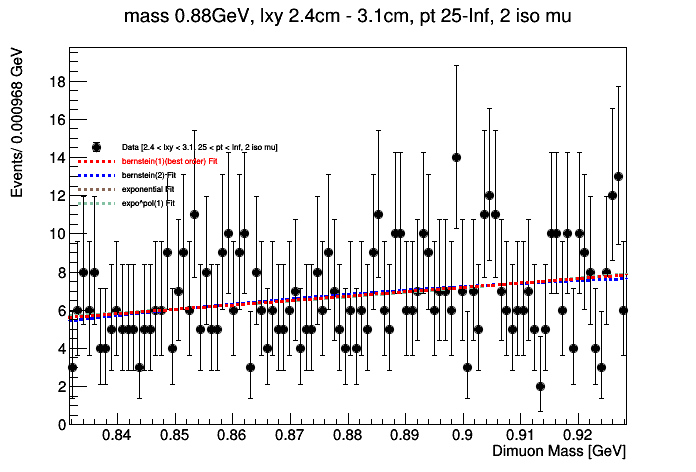 mass 0.88GeV, lxy 2.4cm - 3.1cm, pt 25-Inf, 2 iso mu
Events/ 0.000968 GeV
18
16
14
12
10
8
6
4
2
0
Data [2.4 < lxy < 3.1, 25 < pt < Inf, 2 iso mu]
bernstein(1)(best order) Fit
bernstein(2) Fit
exponential Fit
expo*pol(1) Fit
0.84 0.85 0.86 0.87 0.88 0.89 0.9 0.91 0.92
Dimuon Mass [GeV]